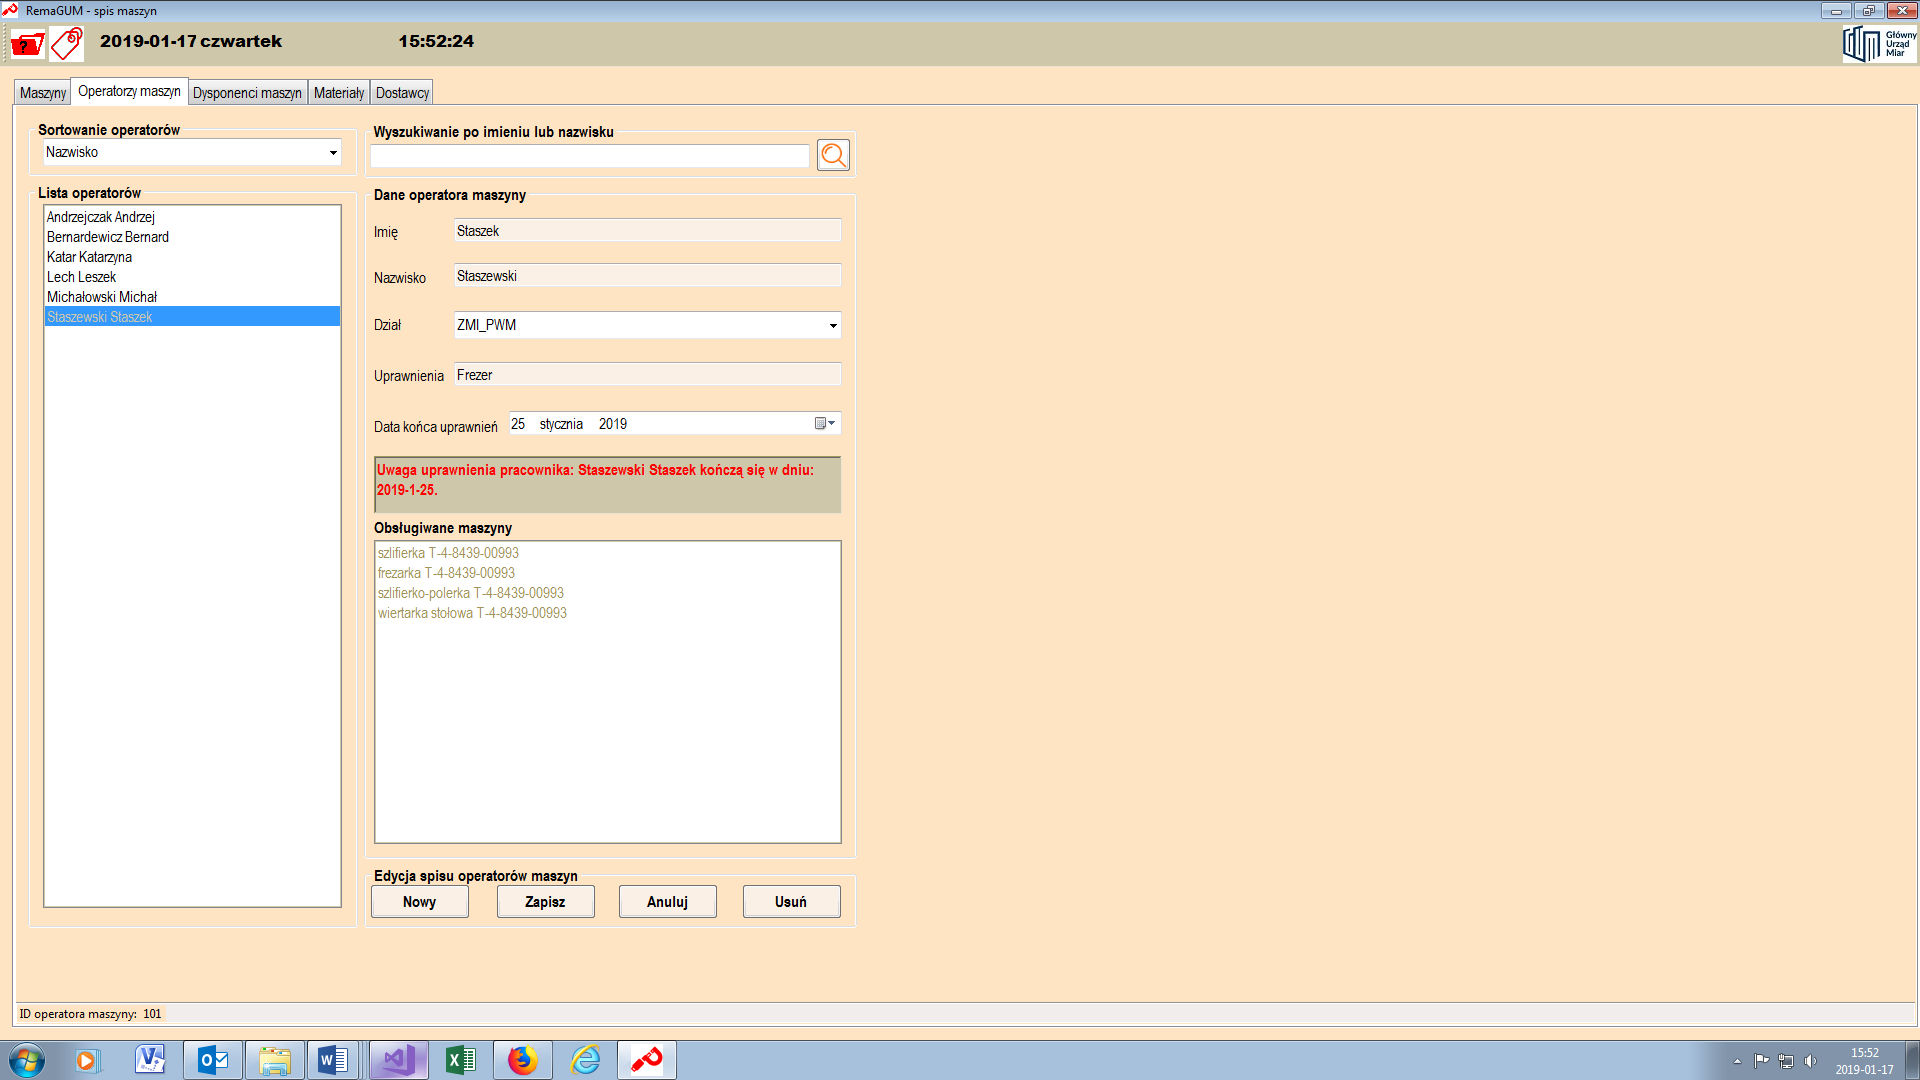 RemaGUM - spis maszyn
2019-01-17 czwartek 15:52:24
Główny
Urząd
Miar
Maszyny Operatorzy maszyn Dysponenci maszyn Materiały Dostawcy
Sortowanie operatorów
Nazwisko
Lista operatorów
Andrzejczak Andrzej
Bernardewicz Bernard
Katar Katarzyna
Lech Leszek
Michałowski Michał
Staszewski Staszek
Wyszukiwanie po imieniu lub nazwisku
Dane operatora maszyny
Imię Staszek
Nazwisko Staszewski
Dział ZMI_PWM
Uprawnienia Frezer
Data końca uprawnień 25 stycznia 2019
Uwaga uprawnienia pracownika: Staszewski Staszek kończą się w dniu:
2019-1-25.
Obsługiwane maszyny
szlifierka T-4-8439-00993
frezarka T-4-8439-00993
szlifierko-polerka T-4-8439-00993
wiertarka stołowa T-4-8439-00993
Edycja spisu operatorów maszyn
Nowy Zapisz Anuluj Usuń
ID operatora maszyny: 101
15:52
2019-01-17